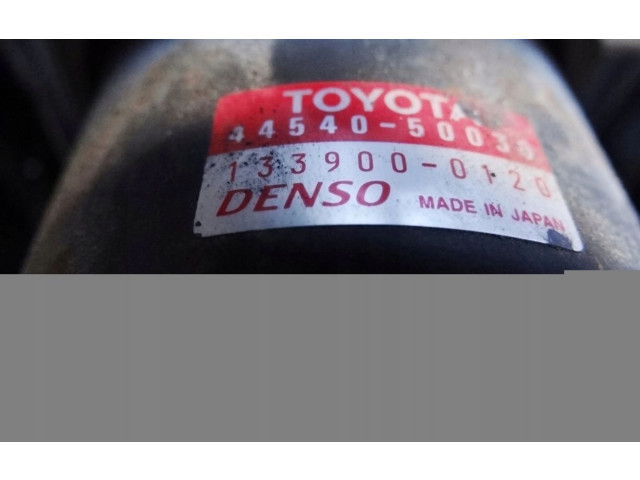 TOYOTA
44540-50030
133900-0120
DENSO MADE IN JAPAN